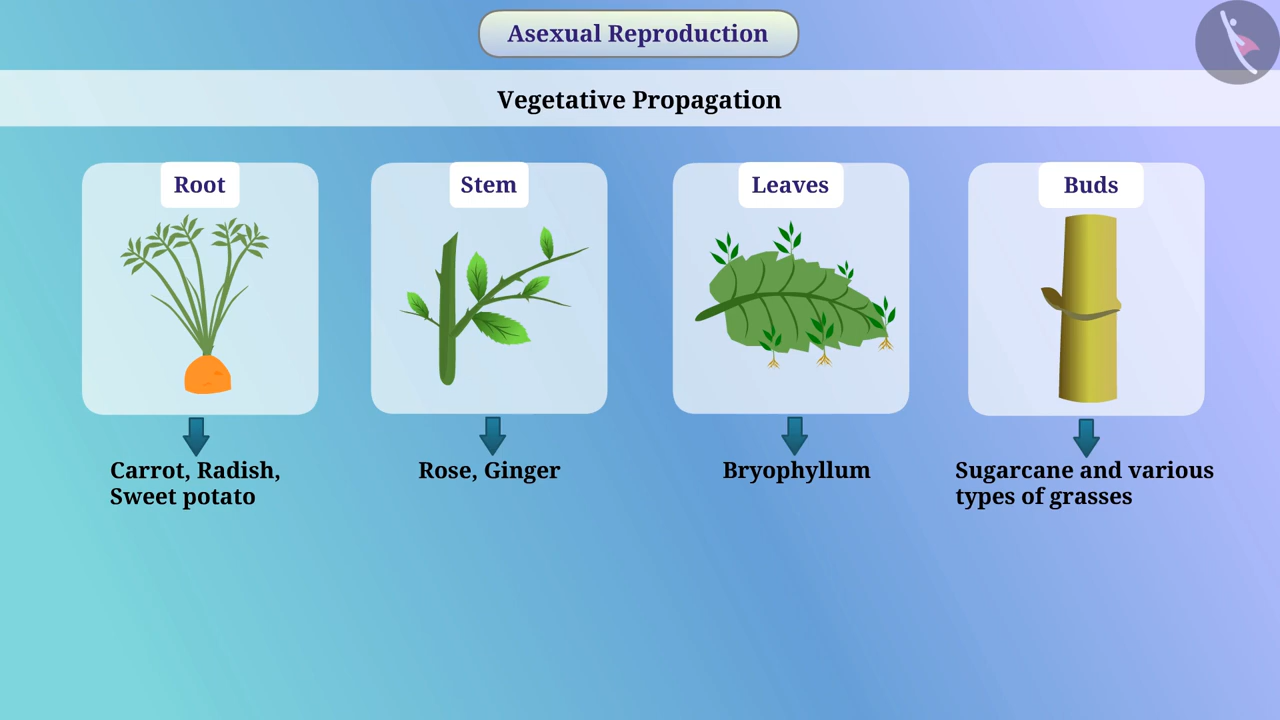 Asexual Reproduction
Vegetative Propagation
Root
Stem
Leaves
Buds
Carrot, Radish,
Sweet potato
Rose, Ginger
Bryophyllum
Sugarcane and various
types of grasses